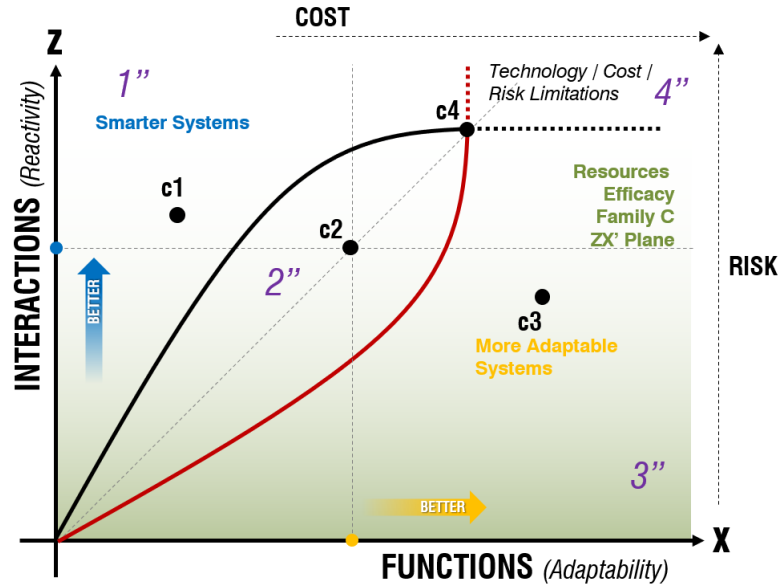 COST
Z
1”
Technology / Cost /
Risk Limitations
4”
Smarter Systems
c4
Resources
Efficacy
Family C
ZX’ Plane
c1
c2
RISK
INTERACTIONS (Reactivity)
BETTER
2”
c3
More Adaptable
Systems
3”
BETTER
X
FUNCTIONS (Adaptability)